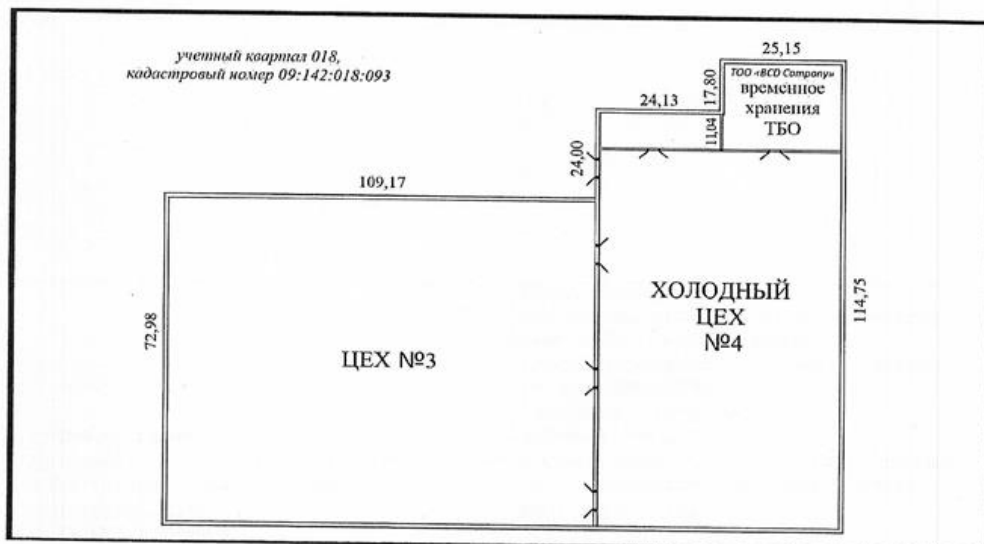 учетный квартал 018,
кадастровый номер 09:142:018:093
25,15
ТОО «BCD Company»
временное
хранения
ТБО
17,80
24,13
11,04
24,00
109,17
72,98
ЦЕХ №3
ХОЛОДНЫЙ
ЦЕХ
№4
114,75